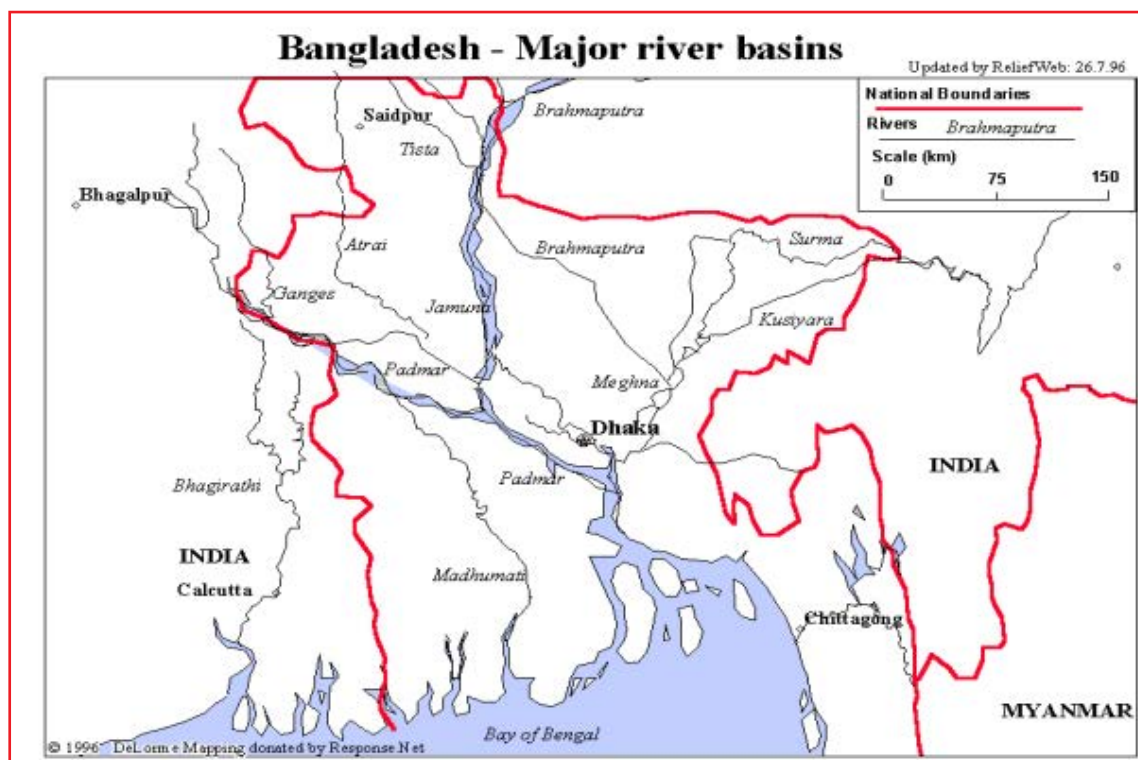 Bangladesh - Major river basins
Updated by ReliefWeb: 26.7.96
National Boundaries
Rivers Brahmaputra
Scale (km)
0 75 150
Brahmaputra
Saidpur
Tista
Bhagalpur
Surma
Atrai
Brahmaputra
Ganges
Jamuna
Kusiyara
Padmar
Meghna
Dhaka
INDIA
Padmar
Bhagirathi
INDIA
Madhumati
Calcutta
Chittagong
MYANMAR
Bay of Bengal
© 1996 DeLorme Mapping donated by Response.Net